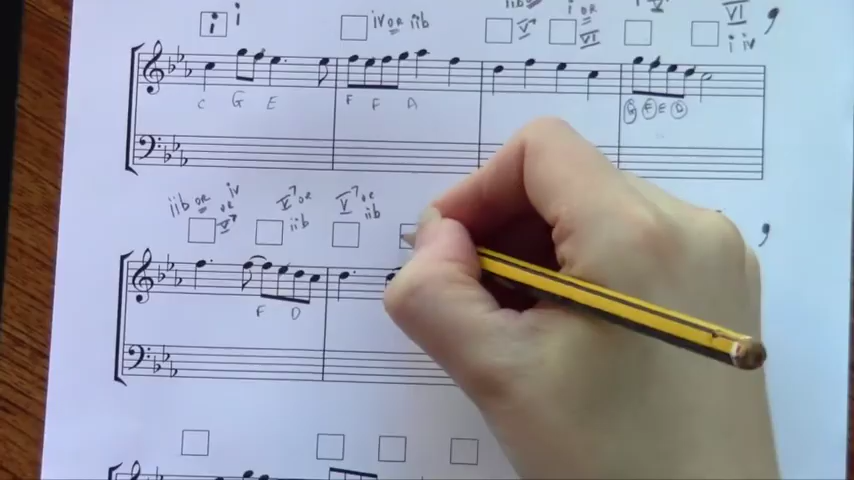 iib i OR V VI
i i iv OR iib V7 VI i iv
C G E F F A G F E D
iib OR iv OR V7 V7 OR iib V7 OR iib
F D